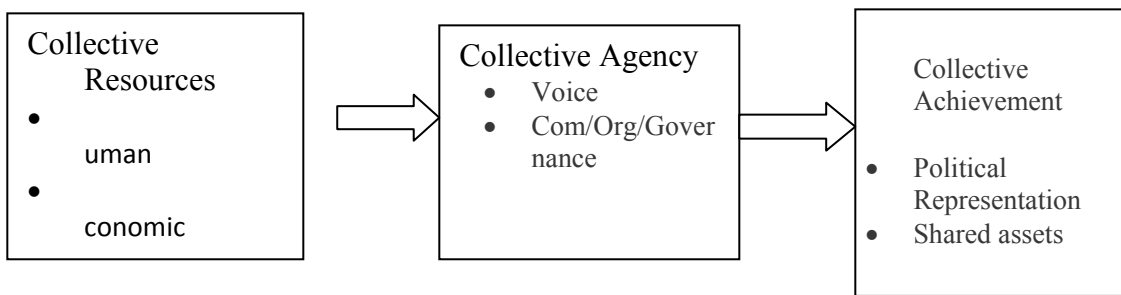 Collective
Resources
•
uman
•
conomic
Collective Agency
• Voice
• Com/Org/Gover
nance
Collective
Achievement
• Political
Representation
• Shared assets